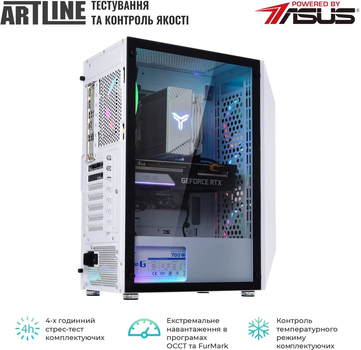 ARTLINE
ТЕСТУВАННЯ
ТА КОНТРОЛЬ ЯКОСТІ
POWERED BY
ASUS
GEFORCE RTX
700W
4h
4-х годинний
стрес-тест
комплектуючих
Екстремальне
навантаження в
програмах
OCCT та FurMark
Контроль
температурного
режиму
комплектуючих